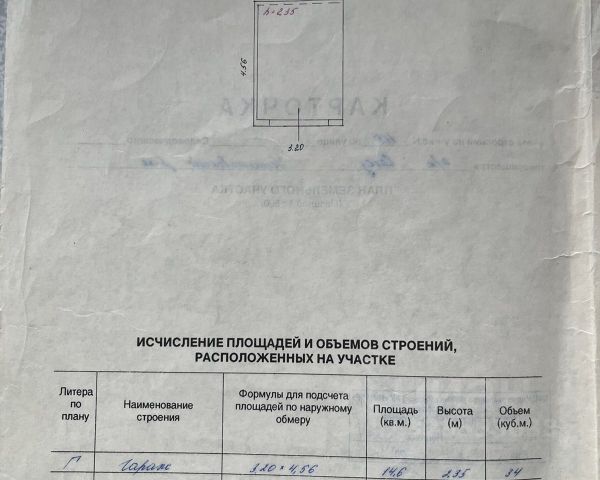 h=2.35
4.56
3.20
КАРТОЧКА
ПЛАН ЗЕМЕЛЬНОГО УЧАСТКА
ИСЧИСЛЕНИЕ ПЛОЩАДЕЙ И ОБЪЕМОВ СТРОЕНИЙ,
РАСПОЛОЖЕННЫХ НА УЧАСТКЕ
Литера по плану
Наименование строения
Формулы для подсчета площадей по наружному обмеру
Площадь (кв.м.)
Высота (м)
Объем (куб.м.)
Г Гараж 3.20 × 4,56 14,6 2.35 34